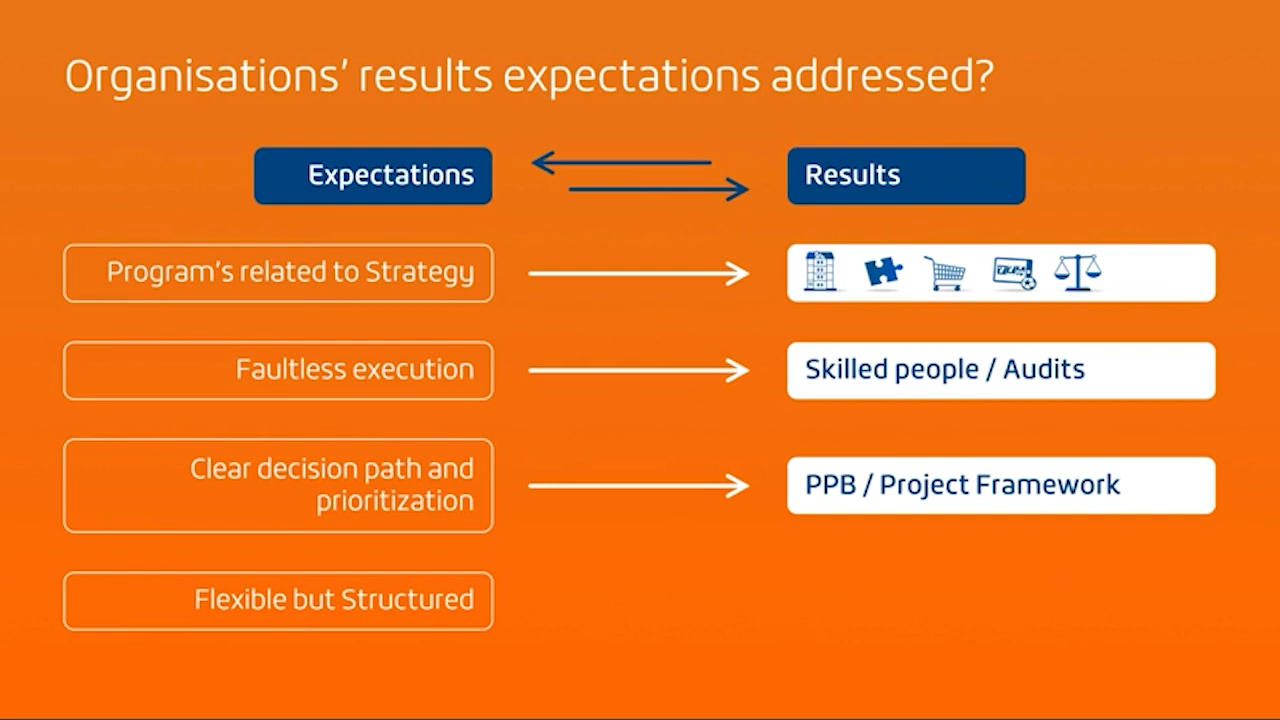 Organisations’ results expectations addressed?
Expectations
Results
Program’s related to Strategy
Faultless execution
Skilled people / Audits
Clear decision path and
prioritization
PPB / Project Framework
Flexible but Structured